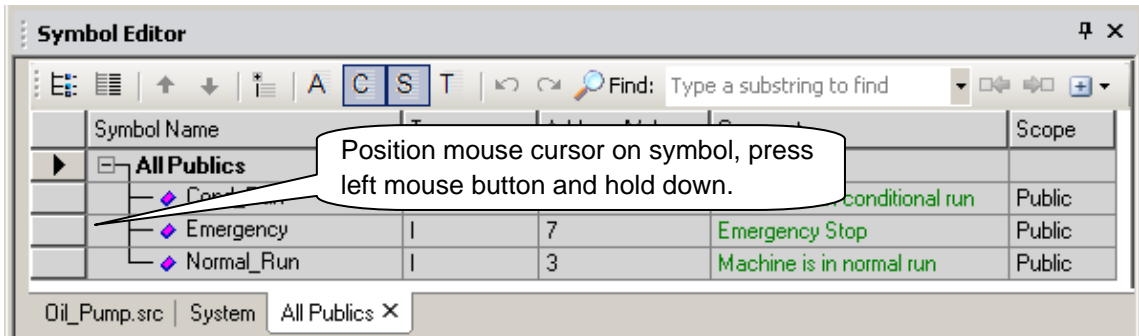 Symbol Editor
A C S T Find: Type a substring to find
Symbol Name Scope
Position mouse cursor on symbol, press
left mouse button and hold down.
All Publics
conditional run Public
Emergency I 7 Emergency Stop Public
Normal_Run I 3 Machine is in normal run Public
Oil_Pump.src System All Publics